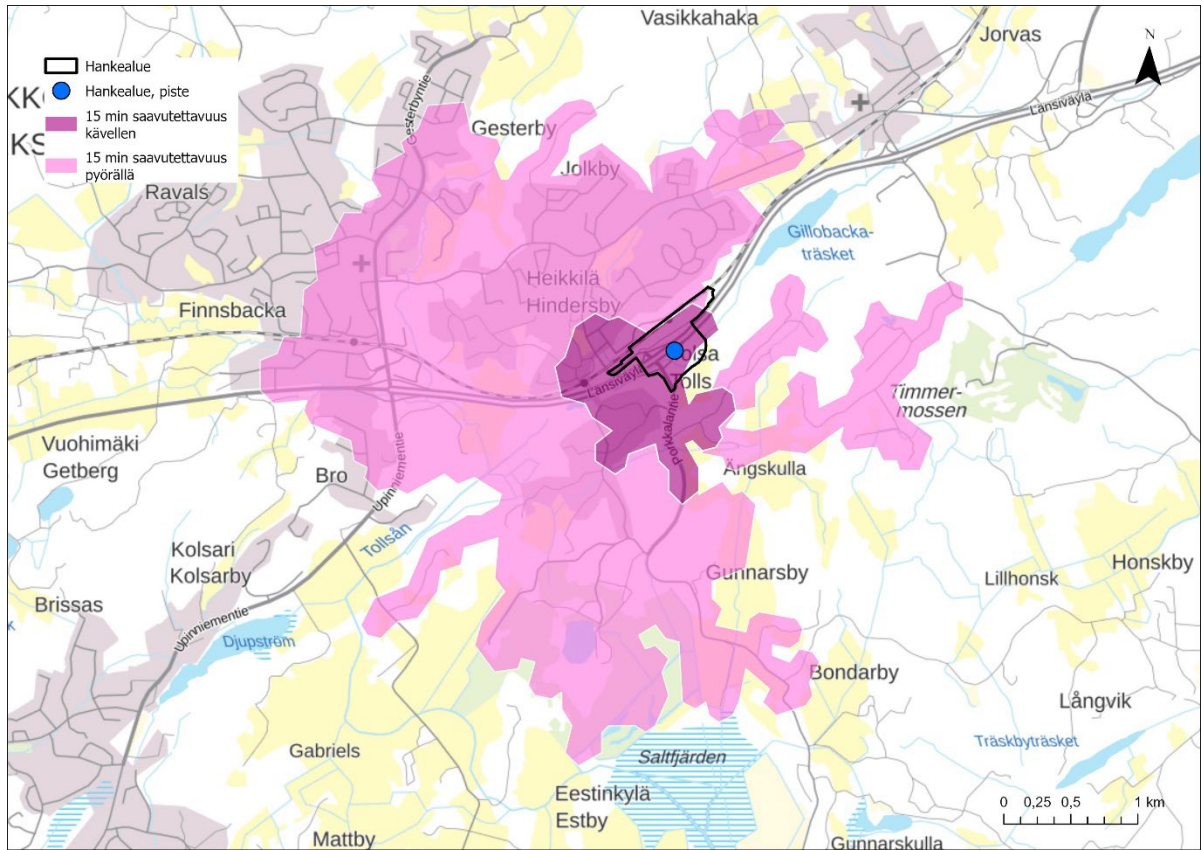 Vasikkahaka
Jorvas
N
Hankealue
Hankealue, piste
15 min saavutettavuus
kävellen
15 min saavutettavuus
pyörällä
Gesterbyntie
Länsiväylä
Gesterby
Jolkby
Ravals
Gillobacka-
träsket
Heikkilä
Hindersby
Finnsbacka
Tolls
Länsiväylä
Timmer-
mossen
Porkkalantie
Vuohimäki
Getberg
Bro
Upinniementie
Ängskulla
Tollsån
Kolsari
Kolsarby
Gunnarsby
Lillhonsk
Honskby
Brissas
Upinniementie
Djupström
Bondarby
Långvik
Gabriels
Saltfjärden
Träskbyträsket
Eestinkylä
Estby
0 0,25 0,5 1 km
Mattby
Gunnarskulla